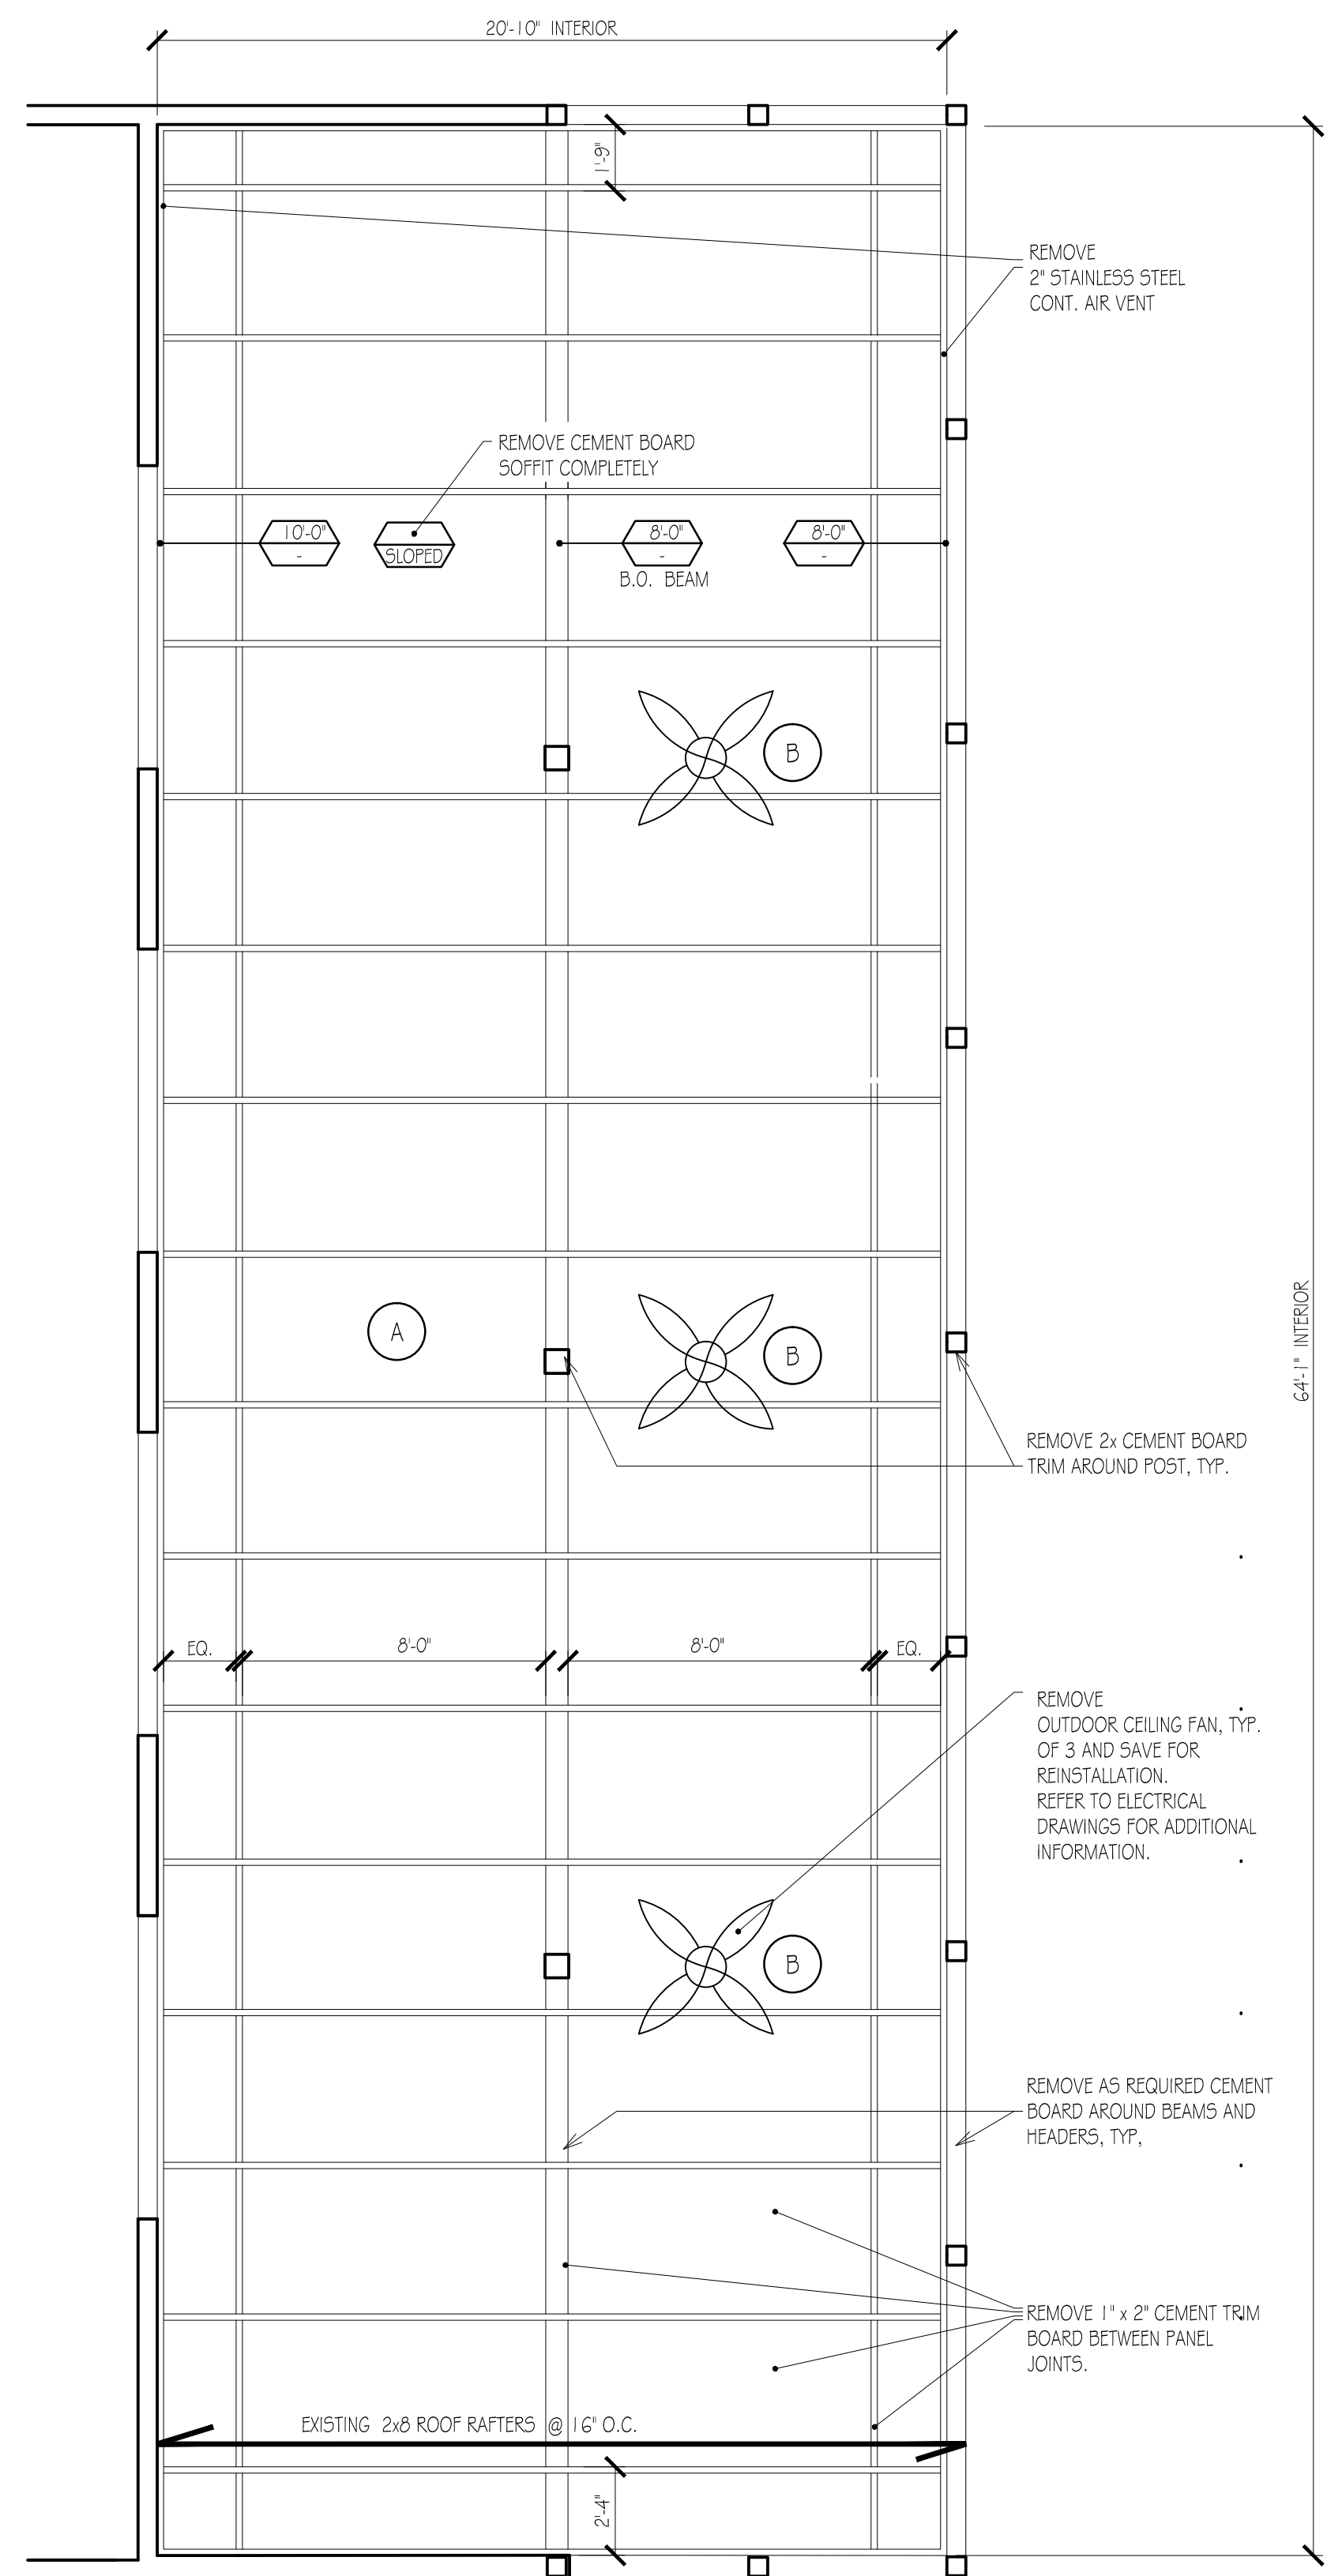 20'-10" INTERIOR
1'-9"
REMOVE
2" STAINLESS STEEL
CONT. AIR VENT
REMOVE CEMENT BOARD
SOFFIT COMPLETELY
10'-0"
-
SLOPED
8'-0"
-
B.O. BEAM
8'-0"
-
B
A
B
64'-1" INTERIOR
REMOVE 2x CEMENT BOARD
TRIM AROUND POST, TYP.
EQ.
8'-0"
8'-0"
EQ.
REMOVE
OUTDOOR CEILING FAN, TYP.
OF 3 AND SAVE FOR
REINSTALLATION.
REFER TO ELECTRICAL
DRAWINGS FOR ADDITIONAL
INFORMATION.
B
REMOVE AS REQUIRED CEMENT
BOARD AROUND BEAMS AND
HEADERS, TYP,
REMOVE 1" x 2" CEMENT TRIM
BOARD BETWEEN PANEL
JOINTS.
EXISTING 2x8 ROOF RAFTERS @ 16" O.C.
2'-4"